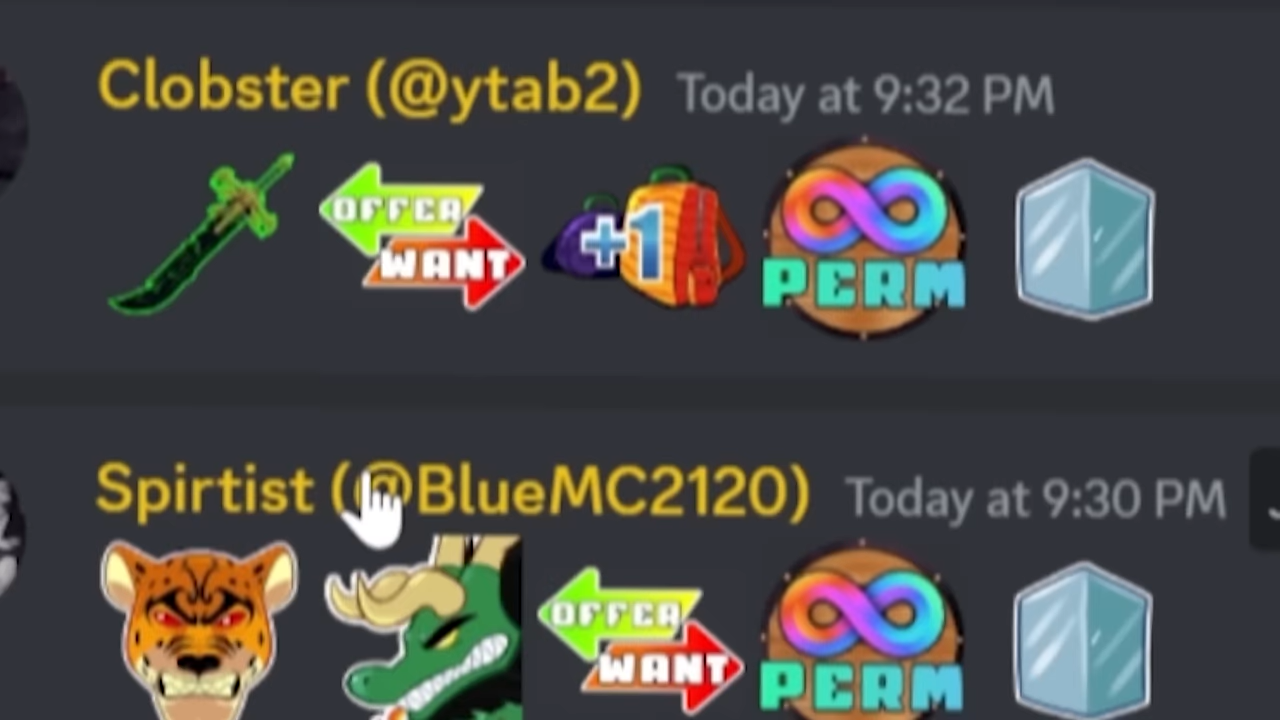 Clobster (@ytab2) Today at 9:32 PM
OFFER
WANT
+1
PERM
Spirtist (@BlueMC2120) Today at 9:30 PM
OFFER
WANT
PERM